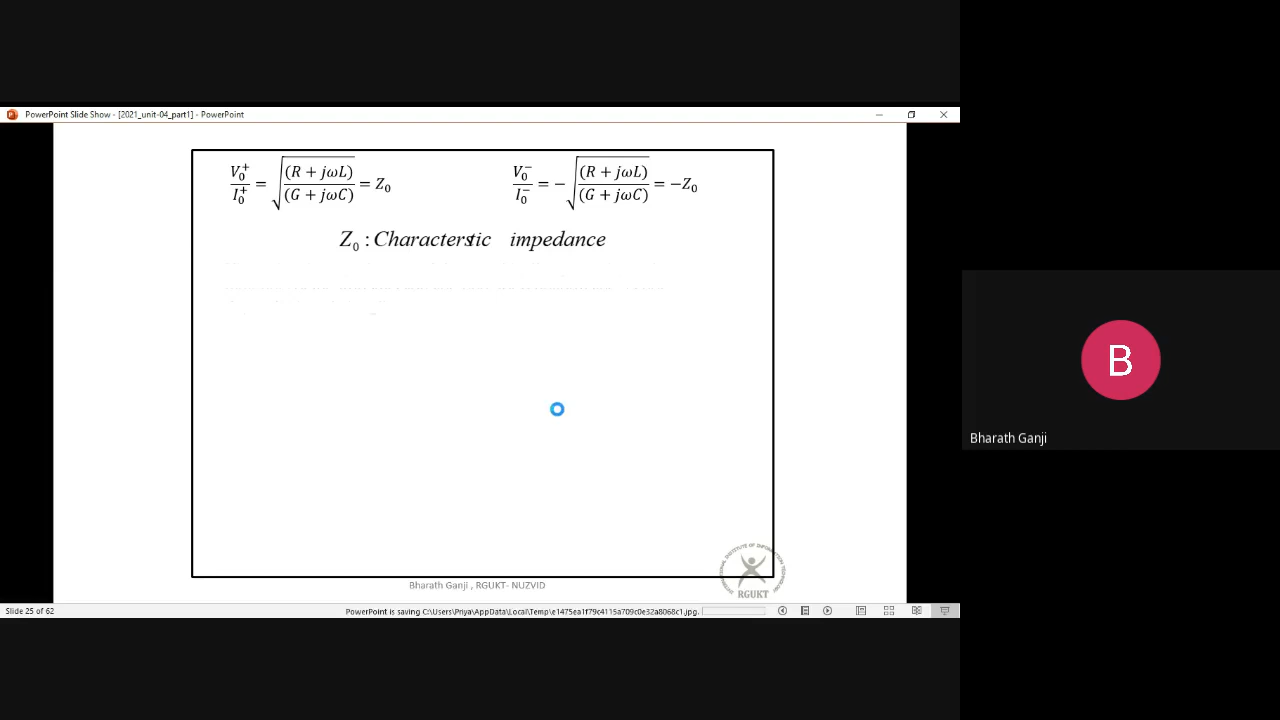 PowerPoint Slide Show - [2021_unit-04_part1] - PowerPoint
V₀⁺/I₀⁺ = √((R + jωL)/(G + jωC)) = Z₀
V₀⁻/I₀⁻ = −√((R + jωL)/(G + jωC)) = −Z₀
Z₀ : Characterstic impedance
RGUKT
Bharath Ganji , RGUKT- NUZVID
Slide 25 of 62
PowerPoint is saving C:\Users\Priya\AppData\Local\Temp\e1475ea1f79c4115a709c0e32a8068c1.jpg.
B
Bharath Ganji